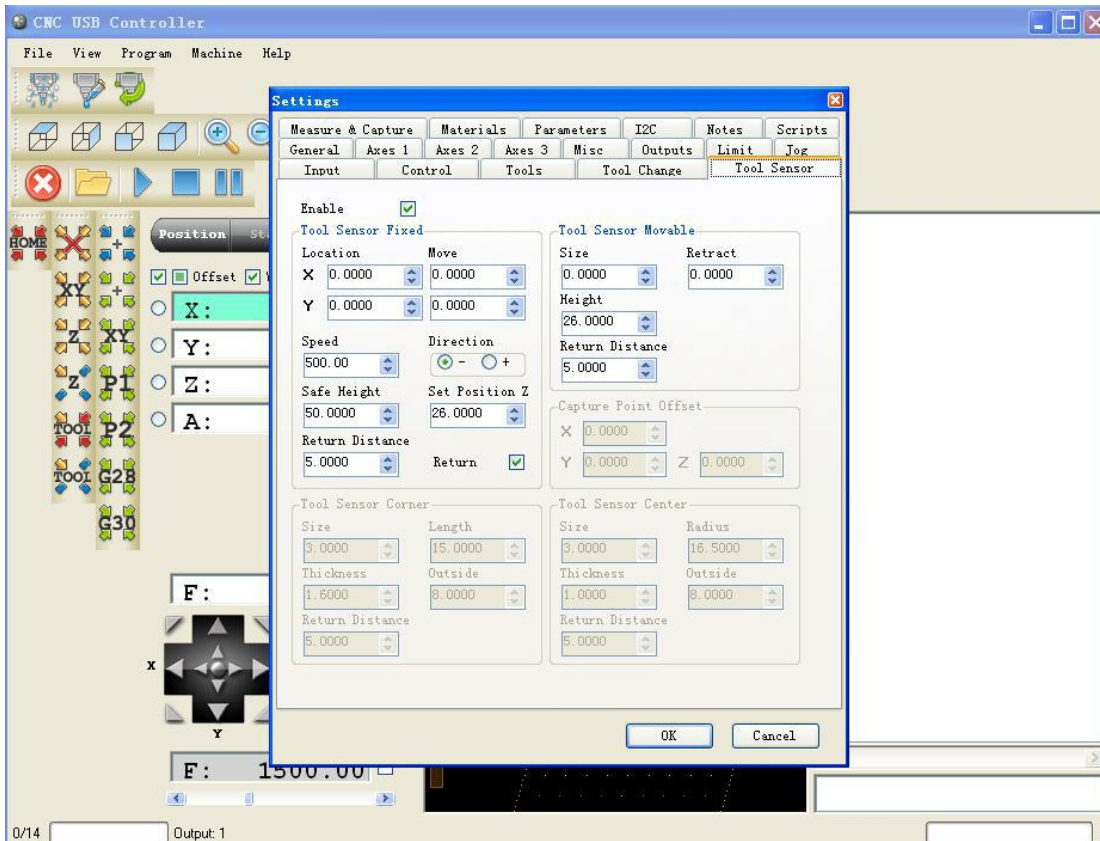 CNC USB Controller
File View Program Machine Help
Settings
Measure & Capture Materials Parameters I2C Notes Scripts
General Axes 1 Axes 2 Axes 3 Misc Outputs Limit Jog
Input Control Tools Tool Change Tool Sensor
HOME
XY
Z
Z
TOOL
TOOL
XY
P1
P2
G28
G30
Position
Offset
X:
Y:
Z:
A:
Enable
Tool Sensor Fixed
Location Move
X 0.0000 0.0000
Y 0.0000 0.0000
Speed Direction
500.00 - +
Safe Height Set Position Z
50.0000 26.0000
Return Distance
5.0000 Return
Tool Sensor Movable
Size Retract
0.0000 0.0000
Height
26.0000
Return Distance
5.0000
Capture Point Offset
X 0.0000
Y 0.0000 Z 0.0000
Tool Sensor Corner
Size Length
3.0000 15.0000
Thickness Outside
1.6000 8.0000
Return Distance
5.0000
Tool Sensor Center
Size Radius
3.0000 16.5000
Thickness Outside
1.0000 8.0000
Return Distance
5.0000
OK Cancel
F:
X
Y
F: 1500.00
0/14 Output: 1